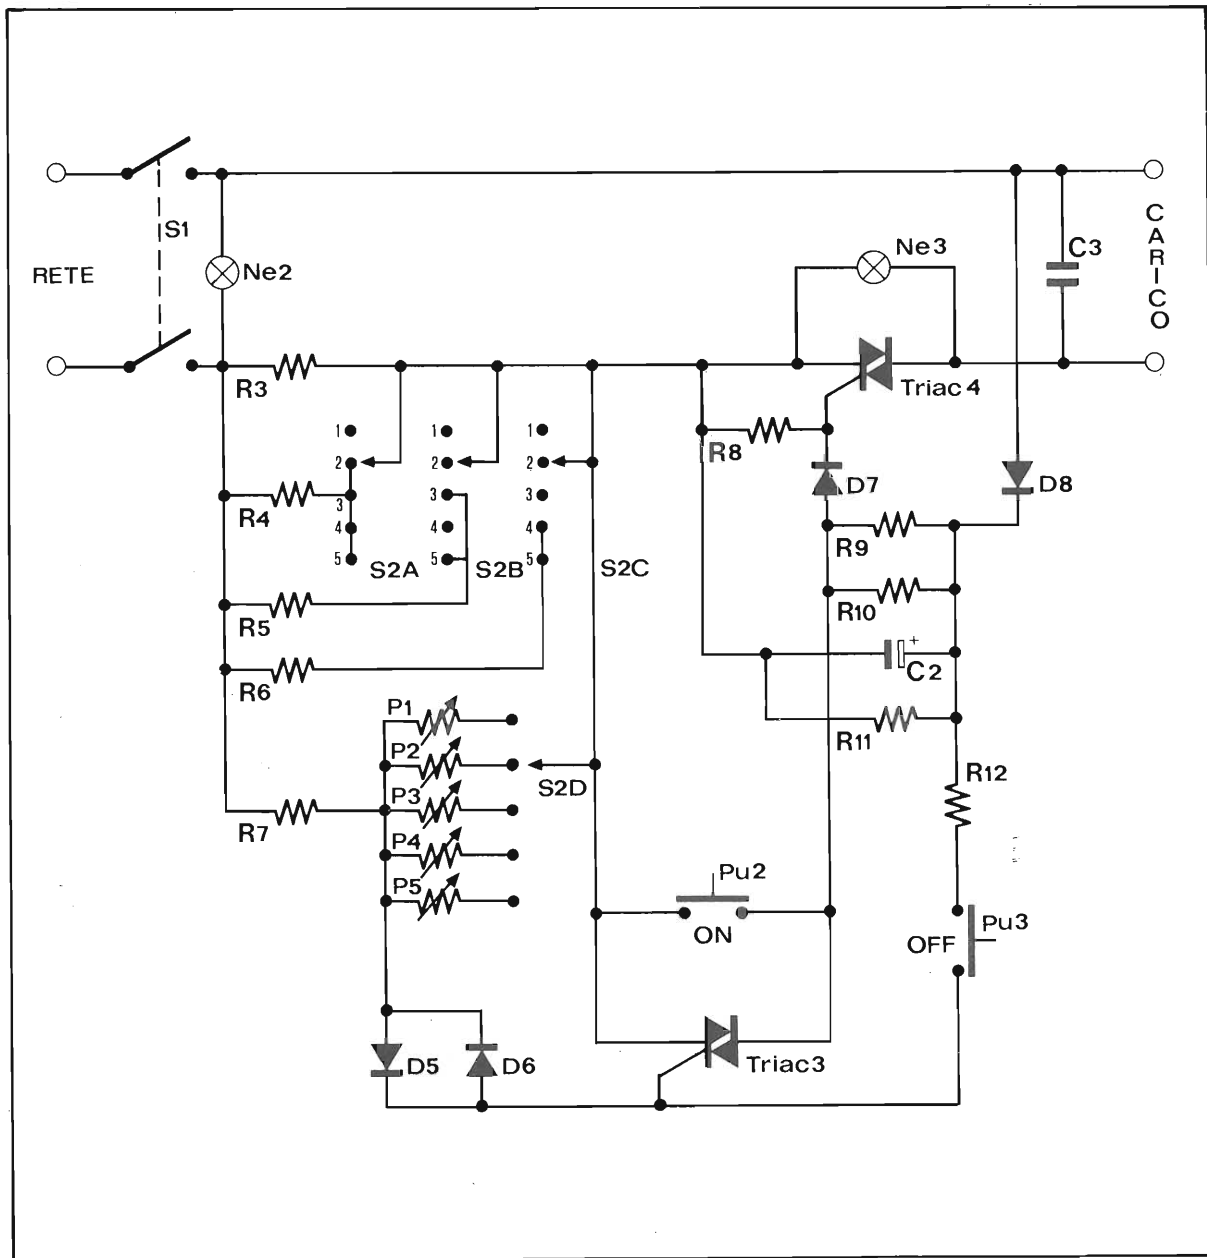 S1
RETE
Ne2
Ne3
C3
CARICO
R3
Triac 4
R8
1
2
3
4
5
1
2
3
4
5
1
2
3
4
5
D7
D8
R4
S2A
S2B
S2C
R9
R10
R5
R6
+
C2
R11
P1
P2
P3
P4
P5
S2D
R7
R12
Pu2
ON
OFF
Pu3
D5
D6
Triac3